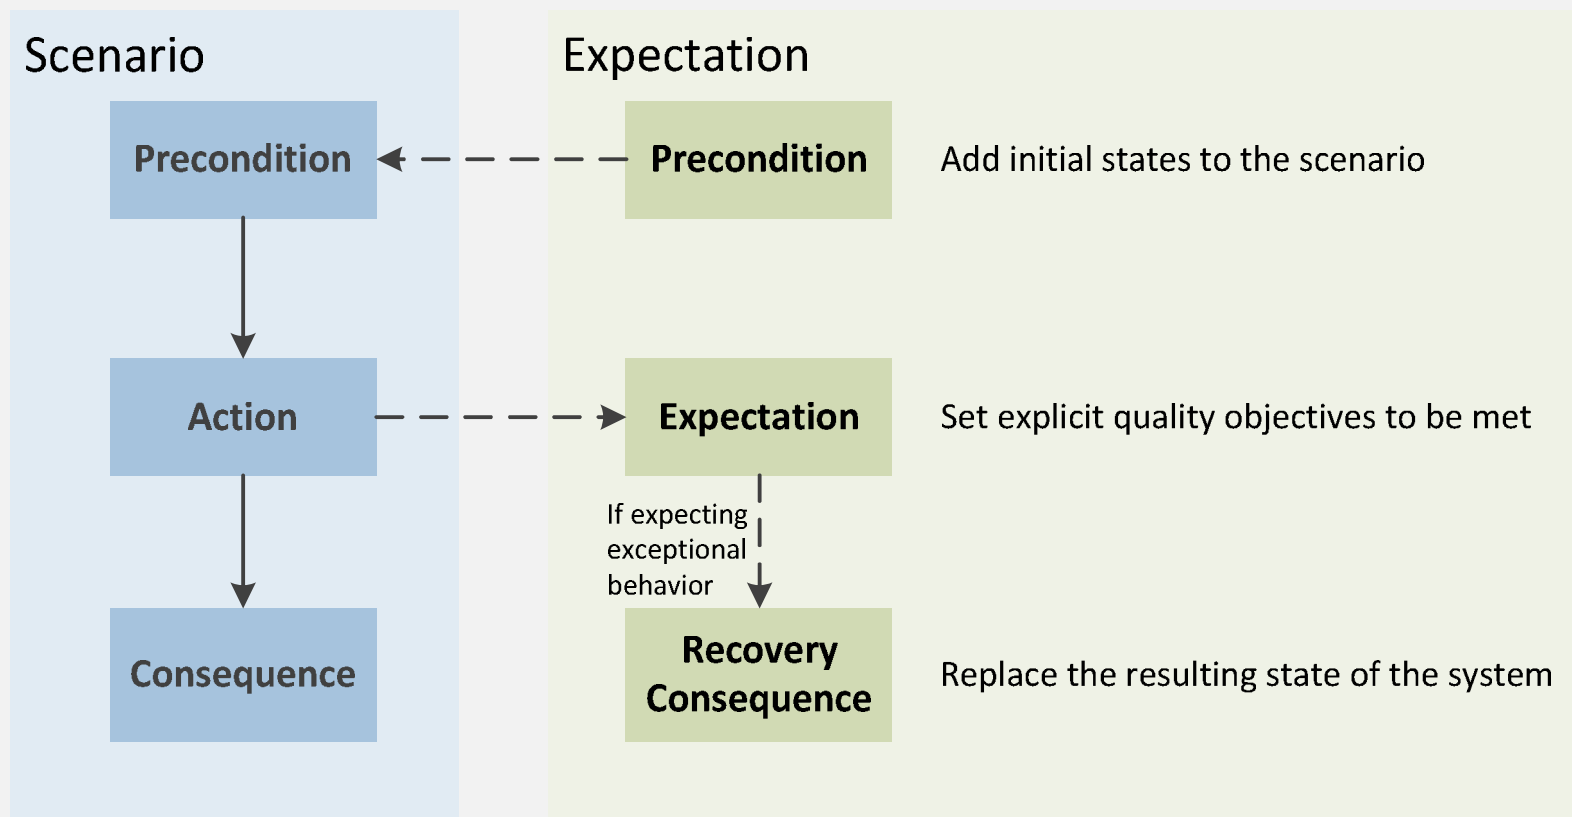 Scenario
Expectation
Precondition
Precondition
Add initial states to the scenario
Action
Expectation
Set explicit quality objectives to be met
If expecting
exceptional
behavior
Consequence
Recovery
Consequence
Replace the resulting state of the system